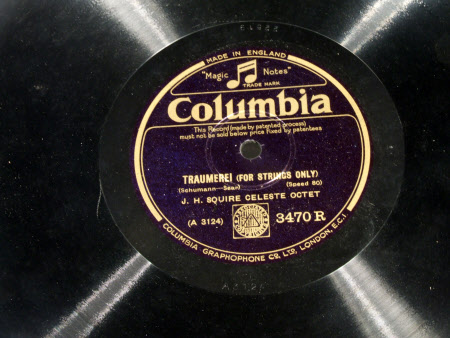 MADE IN ENGLAND
"Magic Notes"
TRADE MARK
Columbia
This Record (made by patented process)
must not be sold below price fixed by patentees
TRAUMEREI (FOR STRINGS ONLY)
(Schumann—Sear) (Speed 80)
J. H. SQUIRE CELESTE OCTET
(A 3124) 3470 R
COLUMBIA GRAPHOPHONE CO, LTD, LONDON, E.C.1